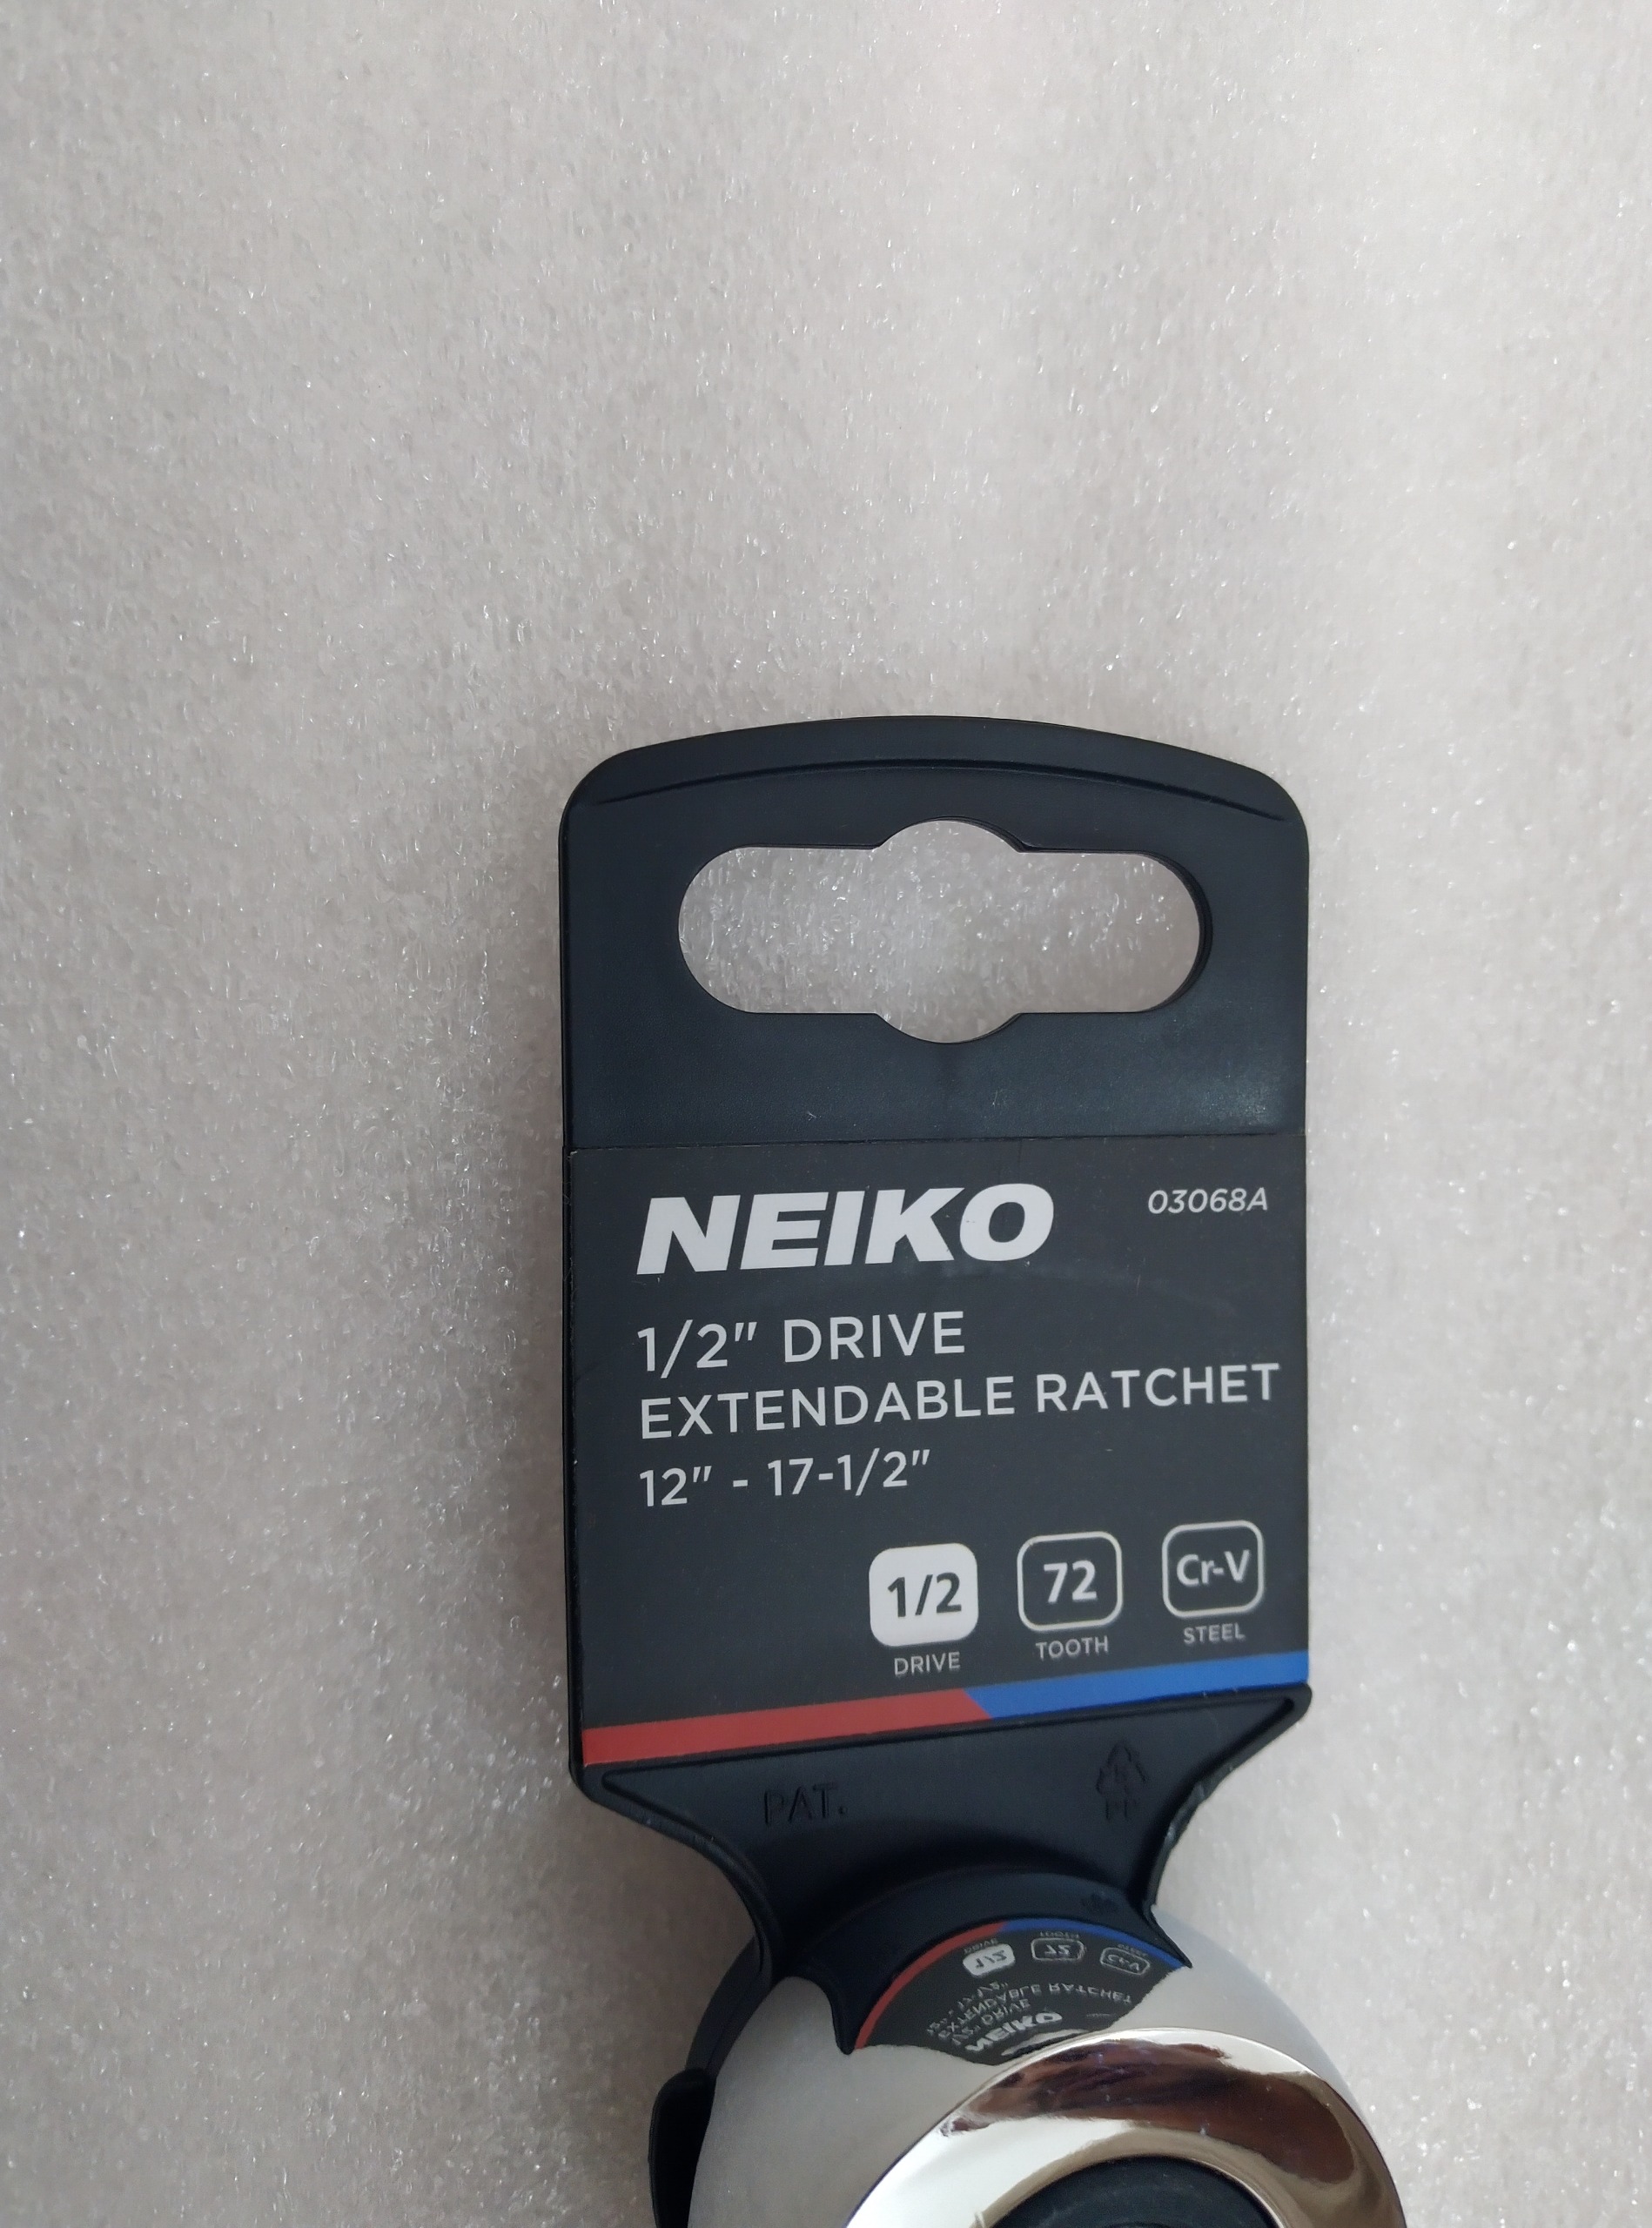 NEIKO 03068A
1/2" DRIVE
EXTENDABLE RATCHET
12" - 17-1/2"
1/2 72 Cr-V
DRIVE TOOTH STEEL
PAT.
PP